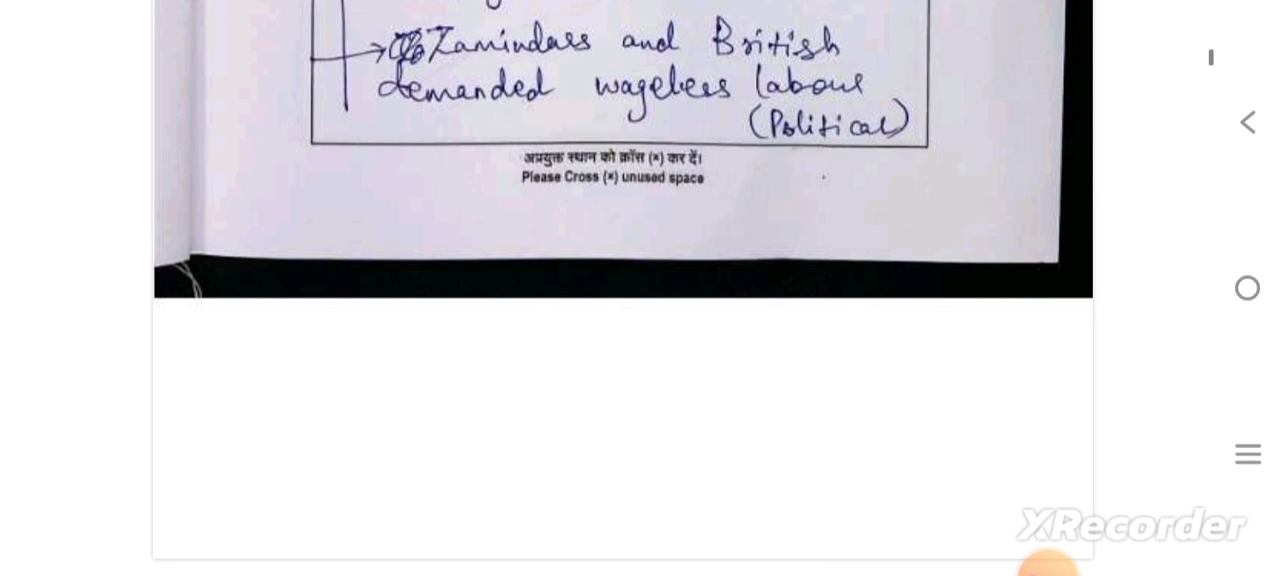 → Zamindars and British
demanded wageless labour
(Political)
अप्रयुक्त स्थान को क्रॉस (×) कर दें।
Please Cross (×) unused space
XRecorder